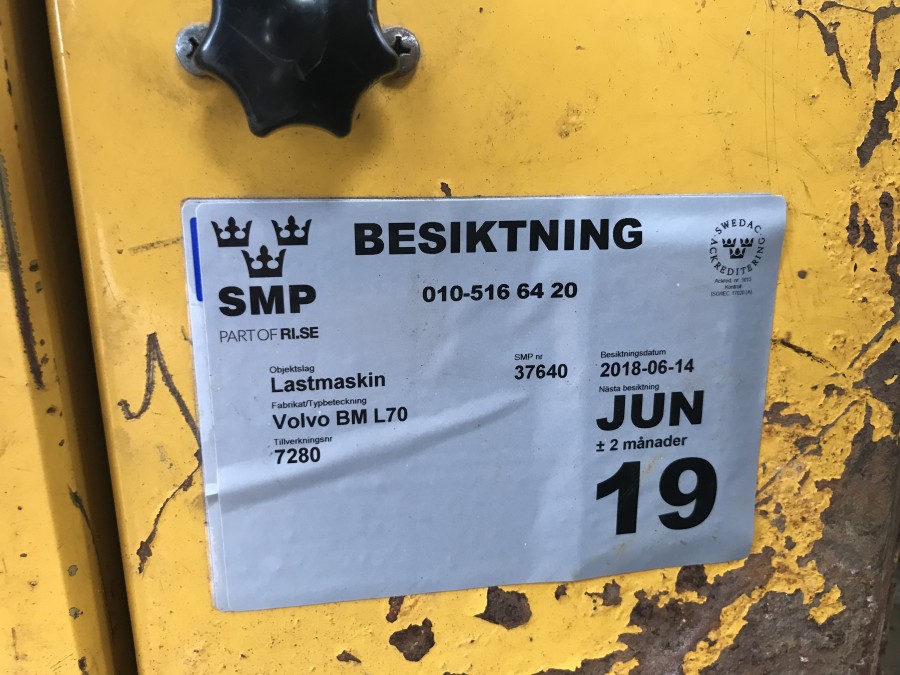 BESIKTNING
010-516 64 20
SMP
PART OF RI.SE
SWEDAC
ACKREDITERING
Kontroll
Objektslag
Lastmaskin
Fabrikat/Typbeteckning
Volvo BM L70
Tillverkningsnr
7280
SMP nr
37640
Besiktningsdatum
2018-06-14
Nästa besiktning
JUN
± 2 månader
19